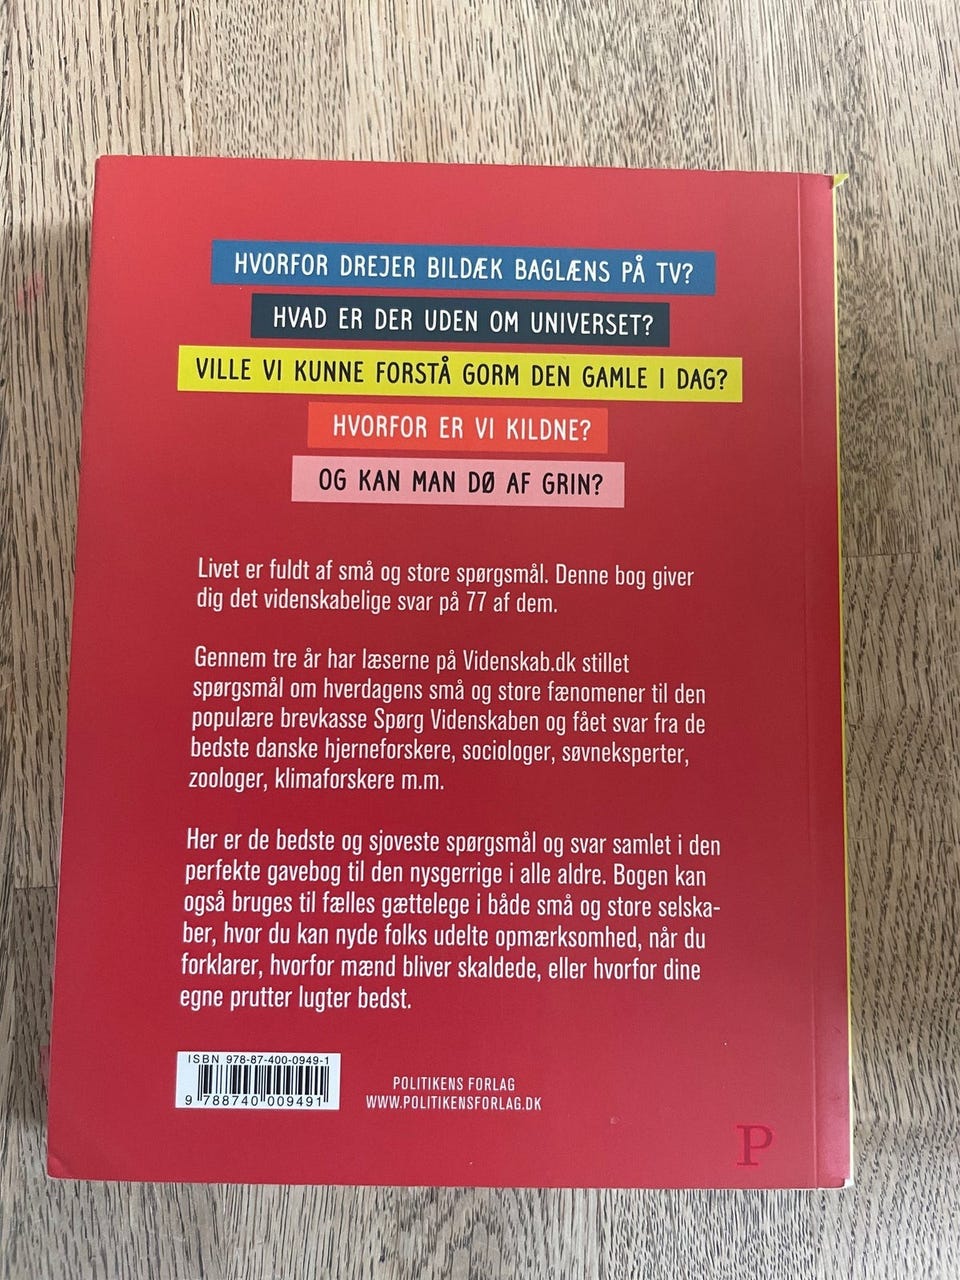 HVORFOR DREJER BILDÆK BAGLÆNS PÅ TV?
HVAD ER DER UDEN OM UNIVERSET?
VILLE VI KUNNE FORSTÅ GORM DEN GAMLE I DAG?
HVORFOR ER VI KILDNE?
OG KAN MAN DØ AF GRIN?
Livet er fuldt af små og store spørgsmål. Denne bog giver
dig det videnskabelige svar på 77 af dem.
Gennem tre år har læserne på Videnskab.dk stillet
spørgsmål om hverdagens små og store fænomener til den
populære brevkasse Spørg Videnskaben og fået svar fra de
bedste danske hjerneforskere, sociologer, søvneksperter,
zoologer, klimaforskere m.m.
Her er de bedste og sjoveste spørgsmål og svar samlet i den
perfekte gavebog til den nysgerrige i alle aldre. Bogen kan
også bruges til fælles gættelege i både små og store selska-
ber, hvor du kan nyde folks udelte opmærksomhed, når du
forklarer, hvorfor mænd bliver skaldede, eller hvorfor dine
egne prutter lugter bedst.
ISBN 978-87-400-0949-1
9 788740 009491
POLITIKENS FORLAG
WWW.POLITIKENSFORLAG.DK
P